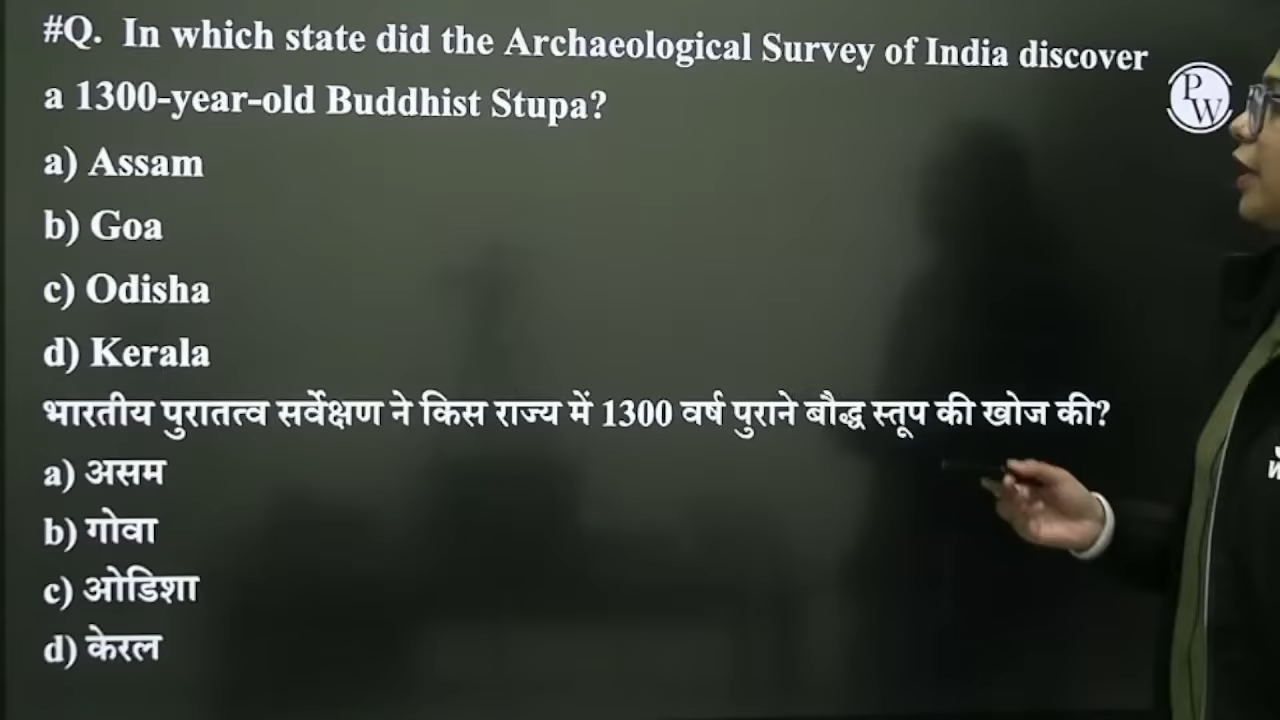 #Q. In which state did the Archaeological Survey of India discover
a 1300-year-old Buddhist Stupa?
a) Assam
b) Goa
c) Odisha
d) Kerala
भारतीय पुरातत्व सर्वेक्षण ने किस राज्य में 1300 वर्ष पुराने बौद्ध स्तूप की खोज की?
a) असम
b) गोवा
c) ओडिशा
d) केरल
PW